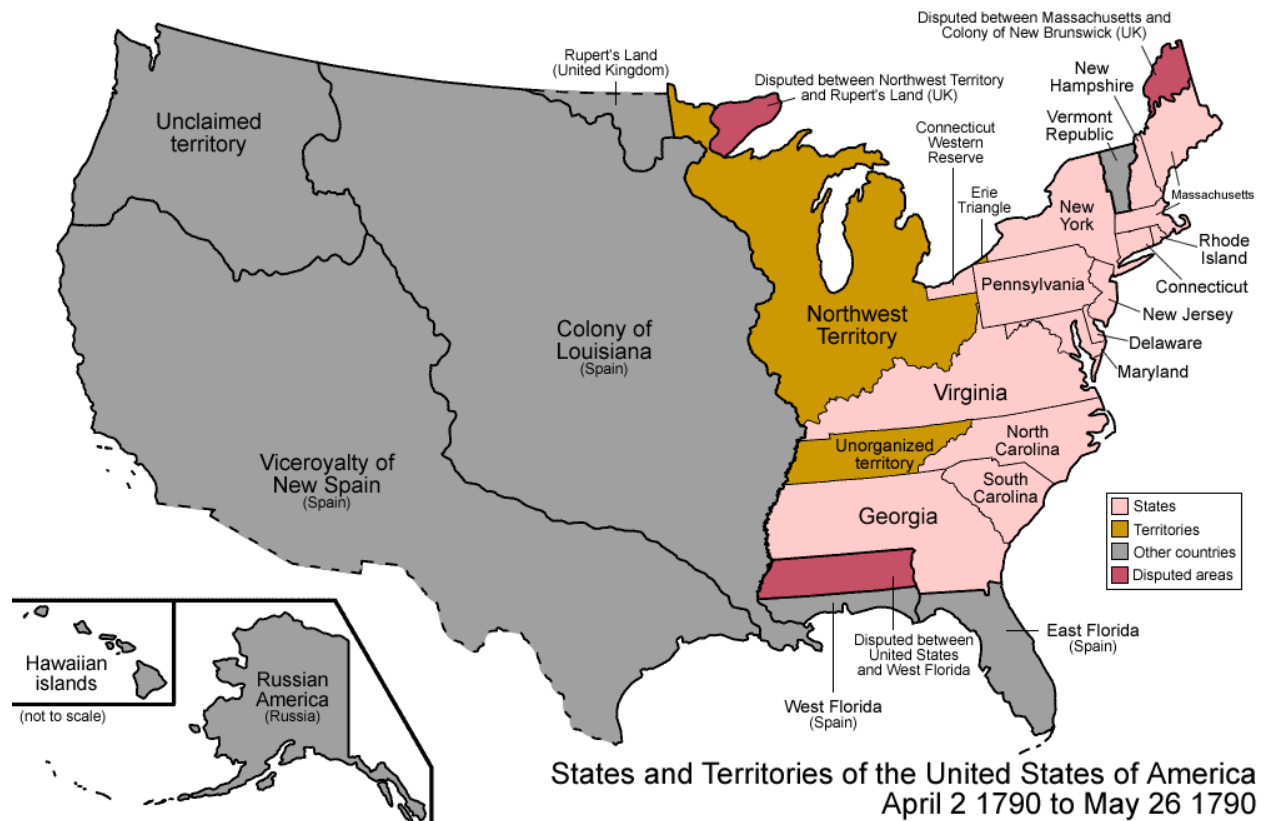 Disputed between Massachusetts and
Colony of New Brunswick (UK)
Rupert's Land
(United Kingdom)
Disputed between Northwest Territory
and Rupert's Land (UK)
New
Hampshire
Vermont
Republic
Connecticut
Western
Reserve
Erie
Triangle
Unclaimed
territory
Massachusetts
New
York
Rhode
Island
Connecticut
Pennsylvania
New Jersey
Northwest
Territory
Colony of
Louisiana
(Spain)
Delaware
Maryland
Virginia
Unorganized
territory
North
Carolina
South
Carolina
Viceroyalty of
New Spain
(Spain)
Georgia
States
Territories
Other countries
Disputed areas
Disputed between
United States
and West Florida
East Florida
(Spain)
West Florida
(Spain)
Hawaiian
islands
(not to scale)
Russian
America
(Russia)
States and Territories of the United States of America
April 2 1790 to May 26 1790